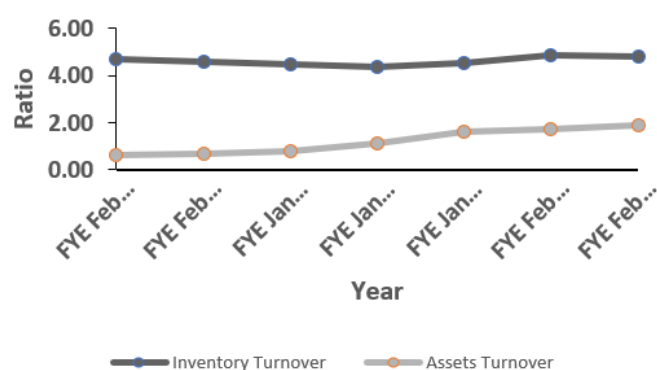 6.00
4.00
2.00
0.00
Ratio
FYE Feb...
FYE Feb...
FYE Jan...
FYE Jan...
FYE Jan...
FYE Feb...
FYE Feb...
Year
Inventory Turnover
Assets Turnover